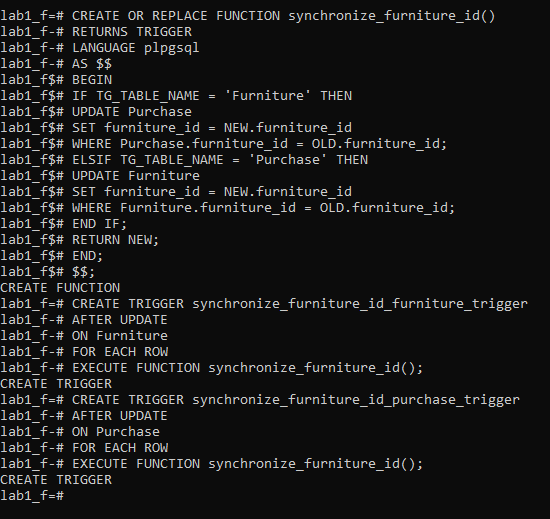 lab1_f=# CREATE OR REPLACE FUNCTION synchronize_furniture_id()
lab1_f-# RETURNS TRIGGER
lab1_f-# LANGUAGE plpgsql
lab1_f-# AS $$
lab1_f$# BEGIN
lab1_f$# IF TG_TABLE_NAME = 'Furniture' THEN
lab1_f$# UPDATE Purchase
lab1_f$# SET furniture_id = NEW.furniture_id
lab1_f$# WHERE Purchase.furniture_id = OLD.furniture_id;
lab1_f$# ELSIF TG_TABLE_NAME = 'Purchase' THEN
lab1_f$# UPDATE Furniture
lab1_f$# SET furniture_id = NEW.furniture_id
lab1_f$# WHERE Furniture.furniture_id = OLD.furniture_id;
lab1_f$# END IF;
lab1_f$# RETURN NEW;
lab1_f$# END;
lab1_f$# $$;
CREATE FUNCTION
lab1_f=# CREATE TRIGGER synchronize_furniture_id_furniture_trigger
lab1_f-# AFTER UPDATE
lab1_f-# ON Furniture
lab1_f-# FOR EACH ROW
lab1_f-# EXECUTE FUNCTION synchronize_furniture_id();
CREATE TRIGGER
lab1_f=# CREATE TRIGGER synchronize_furniture_id_purchase_trigger
lab1_f-# AFTER UPDATE
lab1_f-# ON Purchase
lab1_f-# FOR EACH ROW
lab1_f-# EXECUTE FUNCTION synchronize_furniture_id();
CREATE TRIGGER
lab1_f=#